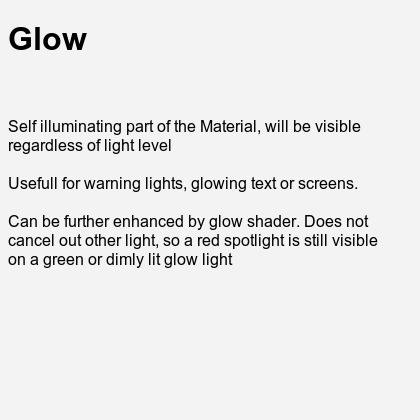 Glow
Self illuminating part of the Material, will be visible
regardless of light level
Usefull for warning lights, glowing text or screens.
Can be further enhanced by glow shader. Does not
cancel out other light, so a red spotlight is still visible
on a green or dimly lit glow light